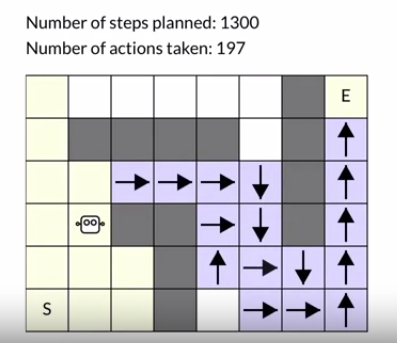 Number of steps planned: 1300
Number of actions taken: 197
E
S